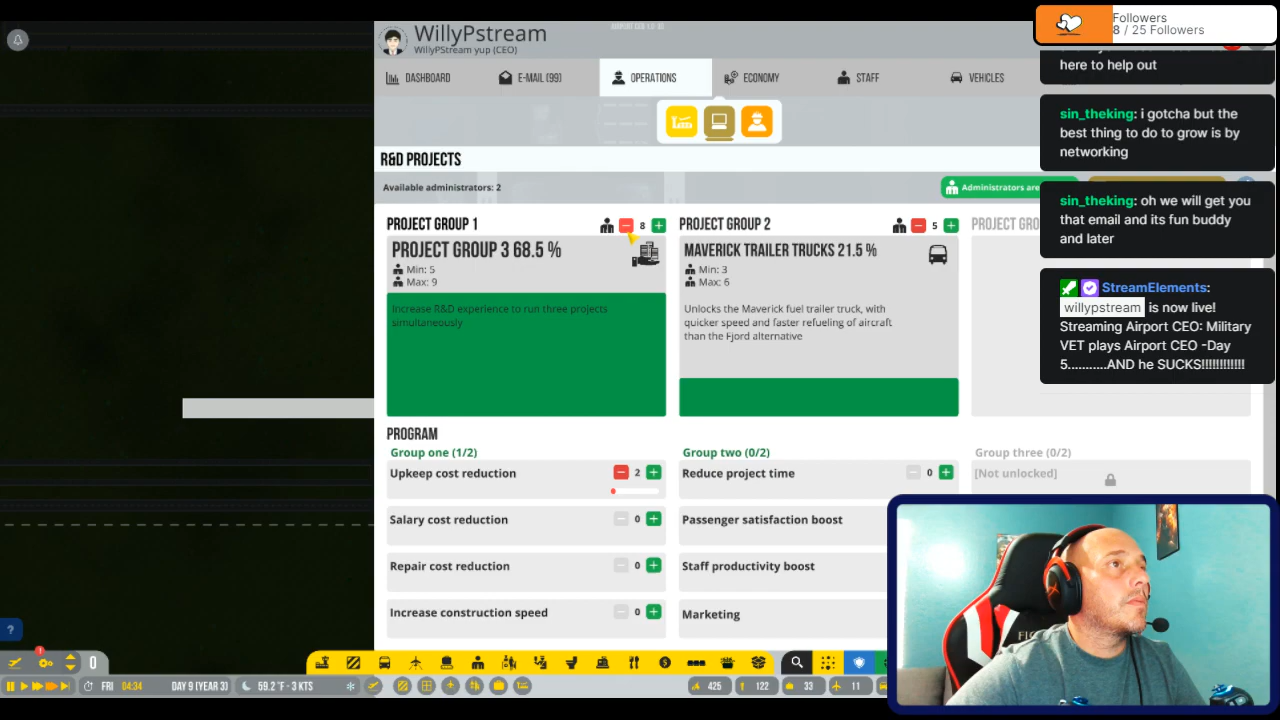 WillyPstream
WillyPStream yup (CEO)
DASHBOARD
E-MAIL (99)
OPERATIONS
ECONOMY
STAFF
VEHICLES
R&D PROJECTS
Available administrators: 2
Administrators are
PROJECT GROUP 1
8
PROJECT GROUP 3 68.5 %
Min: 5
Max: 9
Increase R&D experience to run three projects
simultaneously
PROJECT GROUP 2
5
MAVERICK TRAILER TRUCKS 21.5 %
Min: 3
Max: 6
Unlocks the Maverick fuel trailer truck, with
quicker speed and faster refueling of aircraft
than the Fjord alternative
PROJECT GRO
PROGRAM
Group one (1/2)
Upkeep cost reduction
2
Salary cost reduction
0
Repair cost reduction
0
Increase construction speed
0
Group two (0/2)
Reduce project time
0
Passenger satisfaction boost
Staff productivity boost
Marketing
Group three (0/2)
[Not unlocked]
Followers
8 / 25 Followers
here to help out
sin_theking: i gotcha but the
best thing to do to grow is by
networking
sin_theking: oh we will get you
that email and its fun buddy
and later
StreamElements:
willypstream is now live!
Streaming Airport CEO: Military
VET plays Airport CEO -Day
5...........AND he SUCKS!!!!!!!!!!!!
?
1
0
04:34
DAY 9 (YEAR 3)
59.2 °F - 3 KTS
425
122
33
11